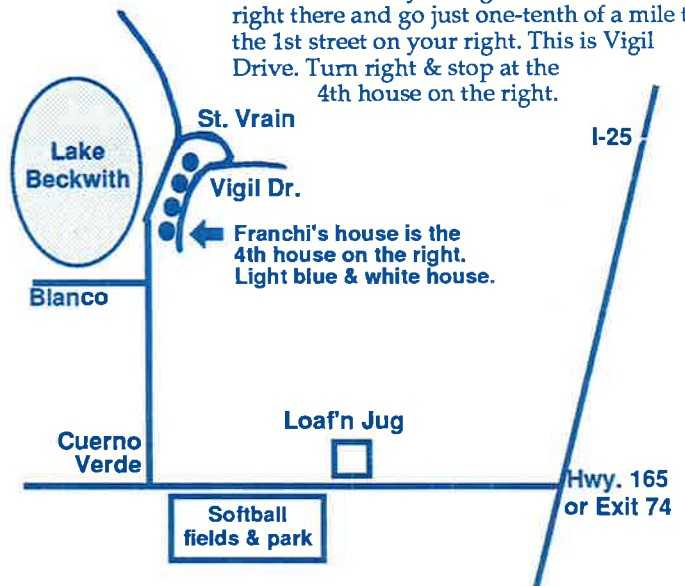 right there and go just one-tenth of a mile
the 1st street on your right. This is Vigil
Drive. Turn right & stop at the
4th house on the right.
I-25
St. Vrain
Lake
Beckwith
Vigil Dr.
Franchi's house is the
4th house on the right.
Light blue & white house.
Blanco
Loaf'n Jug
Cuerno
Verde
Hwy. 165
or Exit 74
Softball
fields & park